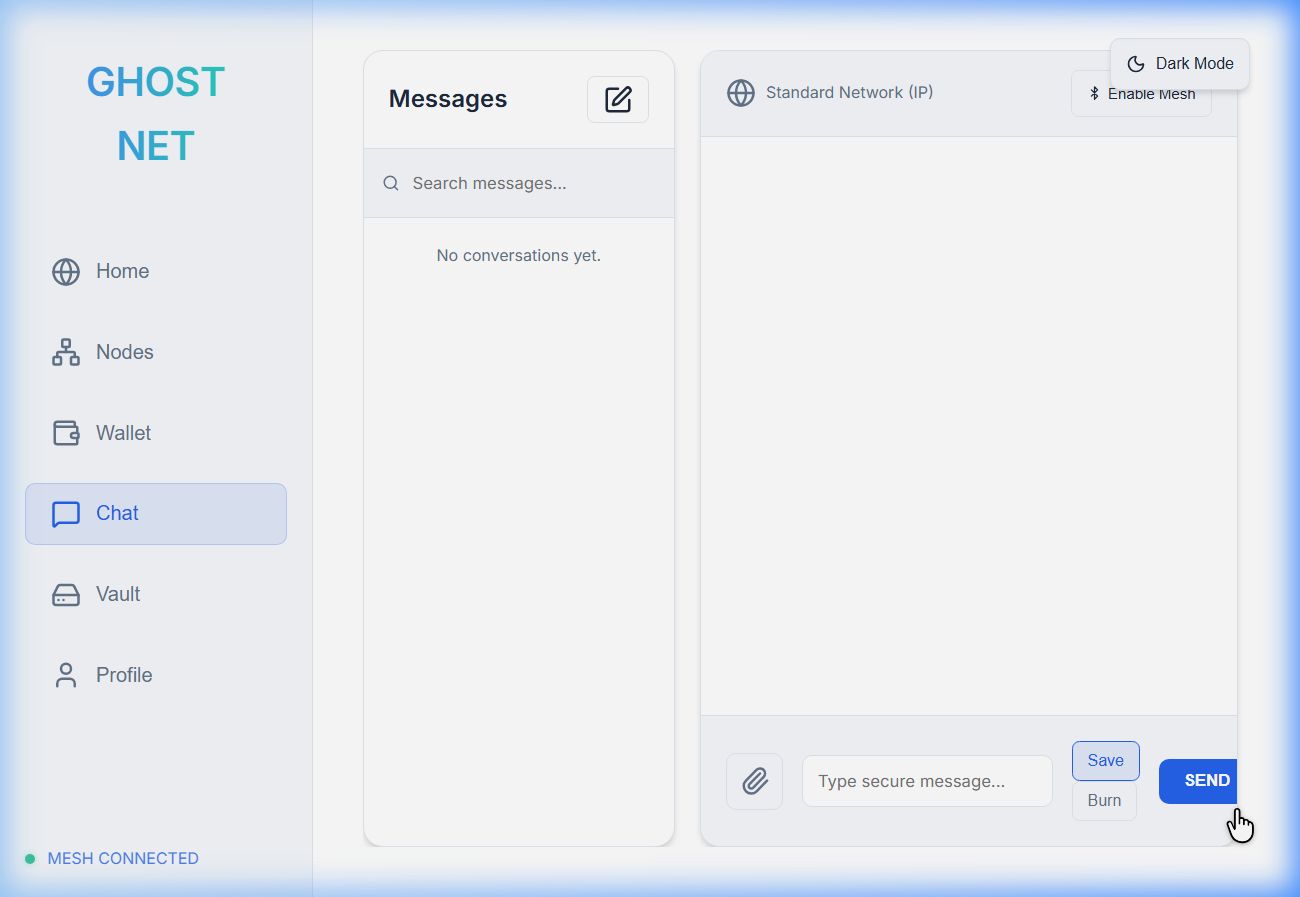 GHOST
NET
Home
Nodes
Wallet
Chat
Vault
Profile
MESH CONNECTED
Messages
Search messages...
No conversations yet.
Standard Network (IP)
Dark Mode
Enable Mesh
Type secure message...
Save
Burn
SEND